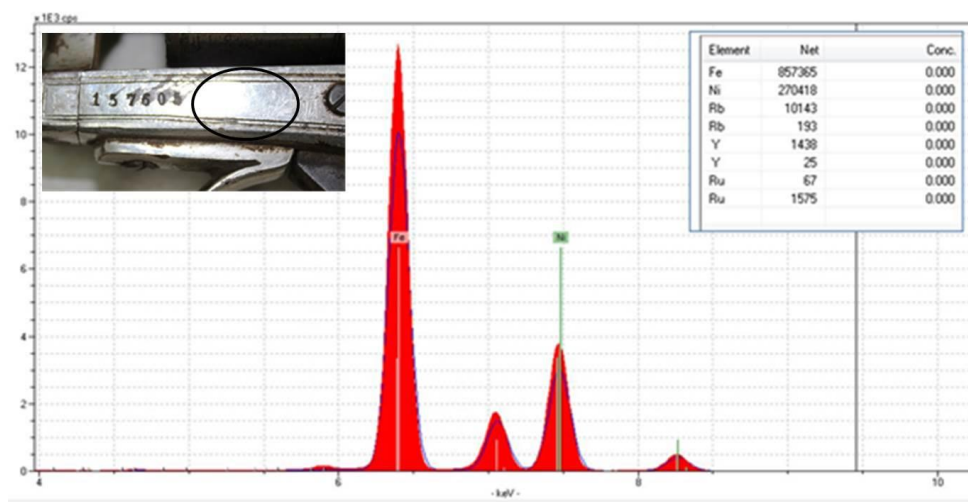 x 1E3 cps
Element Net Conc.
Fe 857365 0.000
Ni 270418 0.000
Rb 10143 0.000
Rb 193 0.000
Y 1438 0.000
Y 25 0.000
Ru 67 0.000
Ru 1575 0.000
12
10
8
6
4
2
0
157605
Fe
Ni
4 6 8 10
- keV -